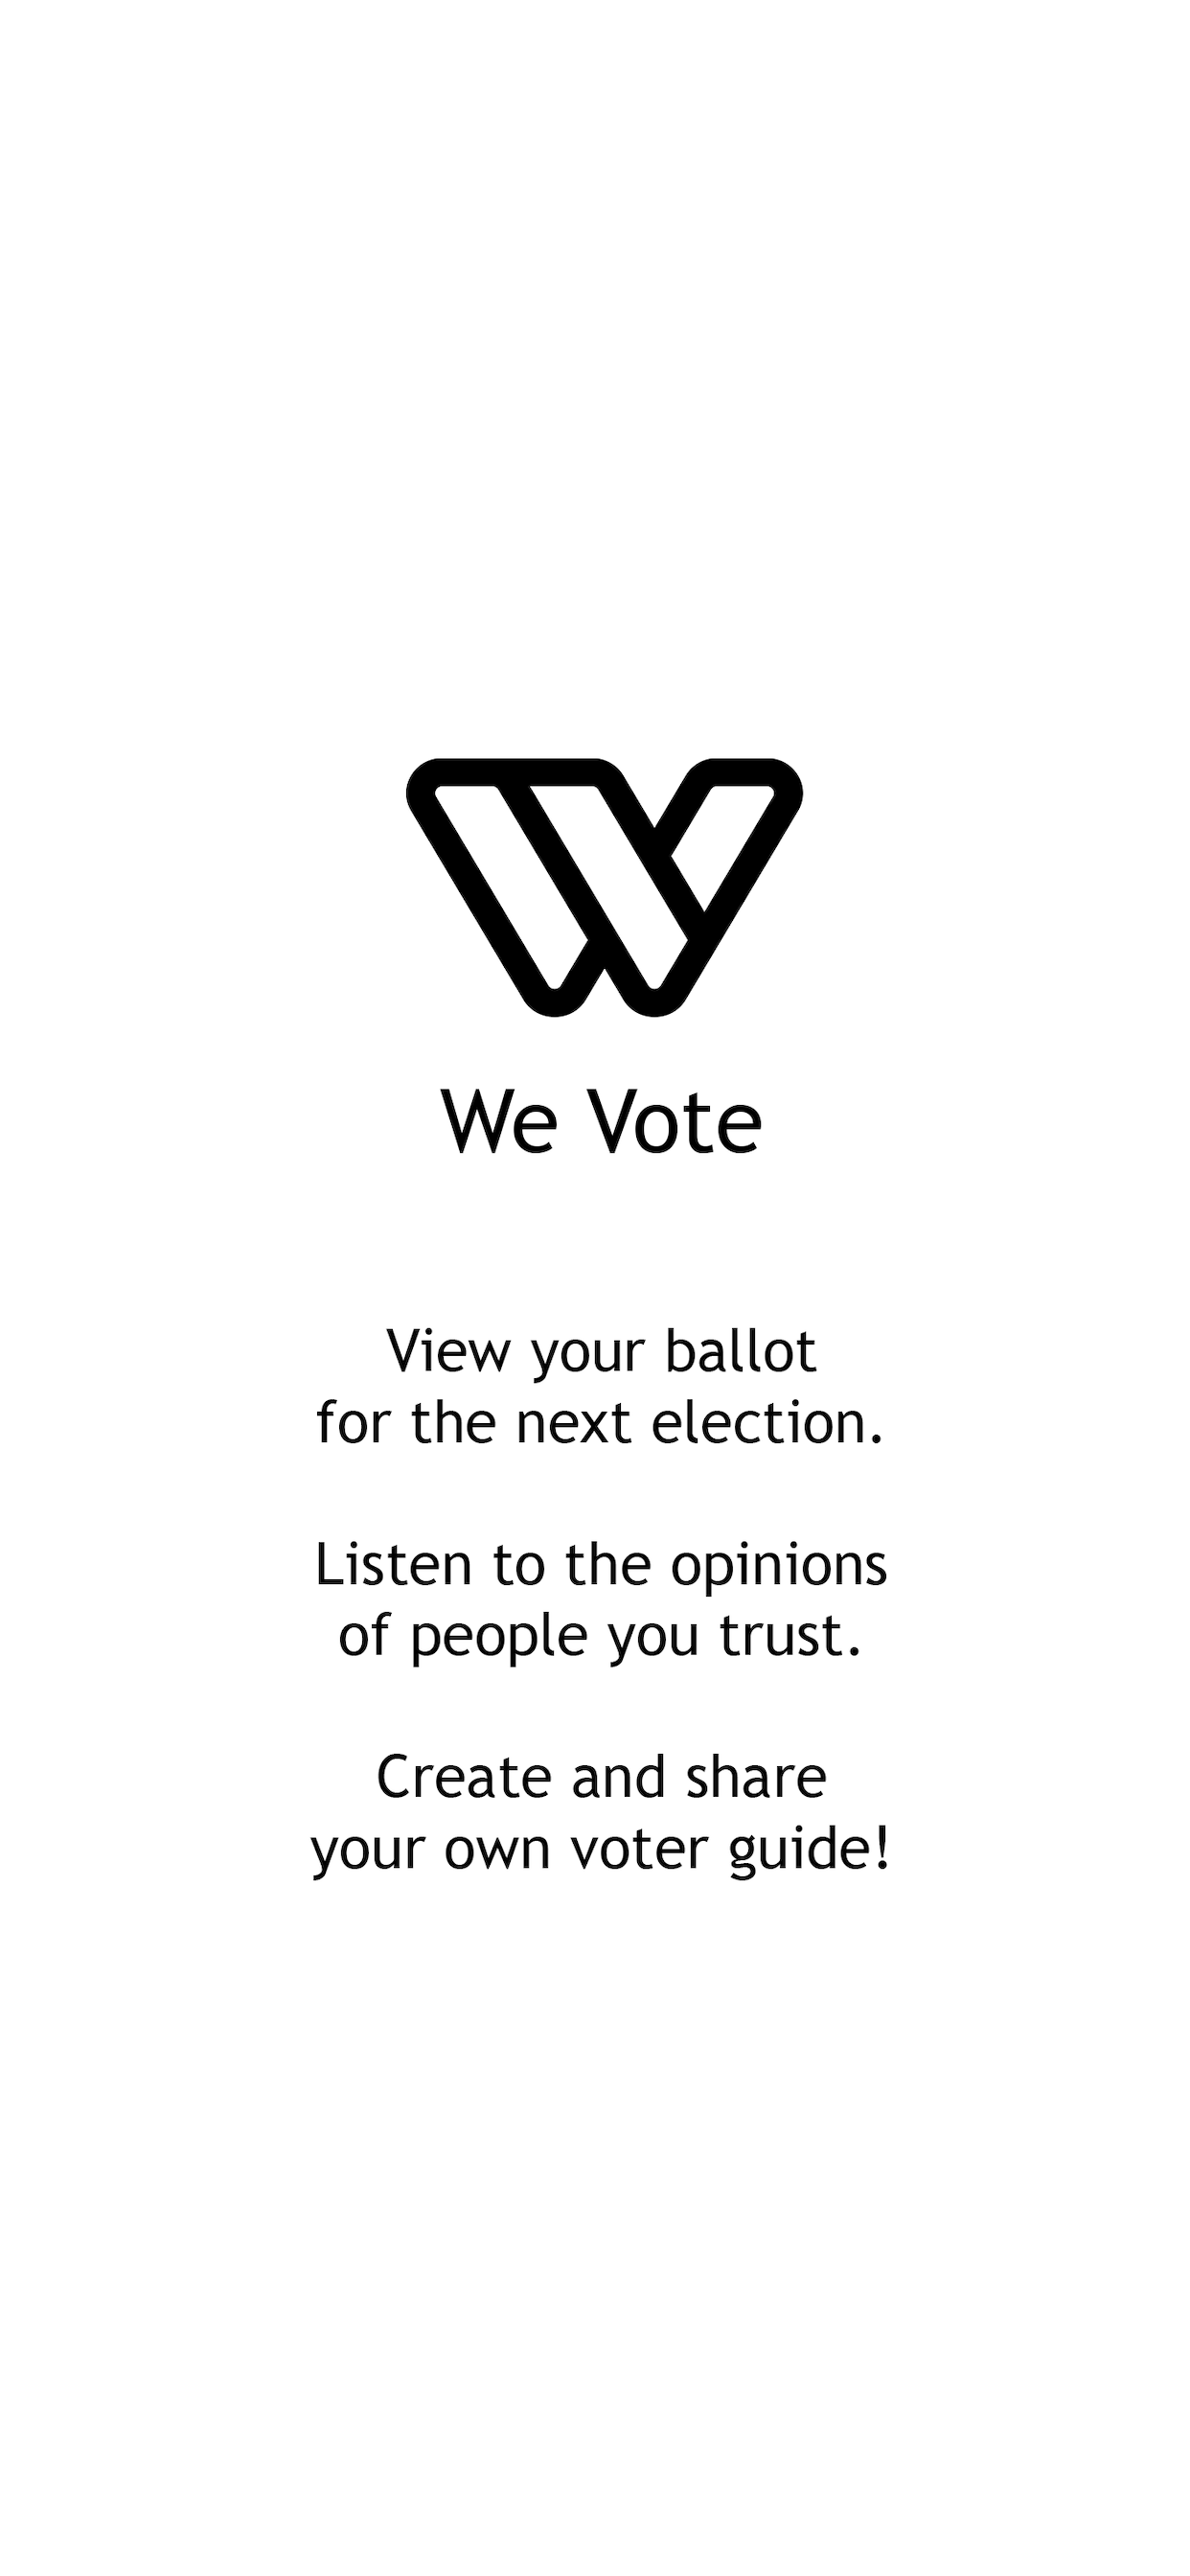 We Vote
View your ballot
for the next election.
Listen to the opinions
of people you trust.
Create and share
your own voter guide!